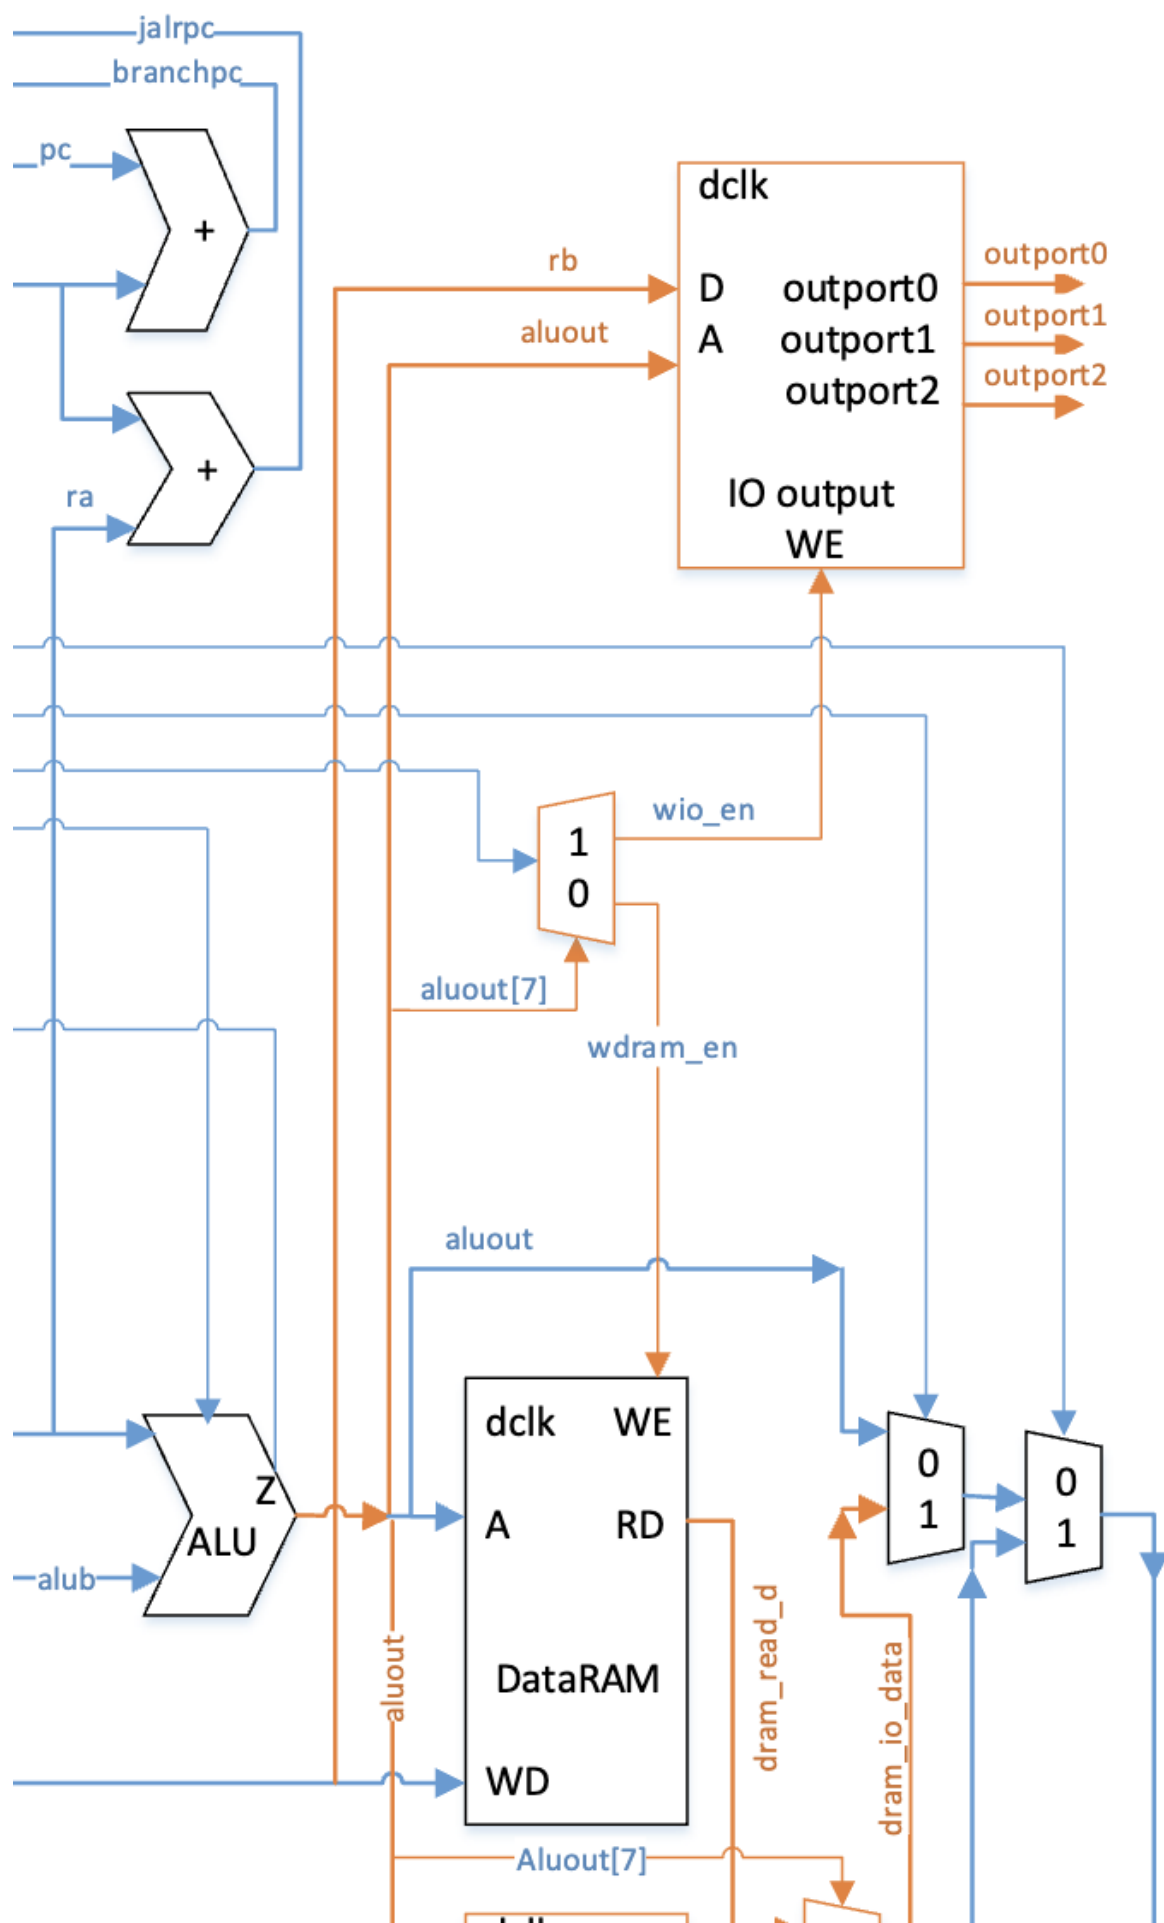 jalrpc
branchpc
pc
+
dclk
rb
D
outport0
outport0
aluout
A
outport1
outport1
outport2
outport2
+
ra
IO output
WE
1
0
wio_en
aluout[7]
wdram_en
aluout
dclk
WE
Z
ALU
A
RD
0
1
0
1
alub
aluout
DataRAM
dram_read_d
dram_io_data
WD
Aluout[7]